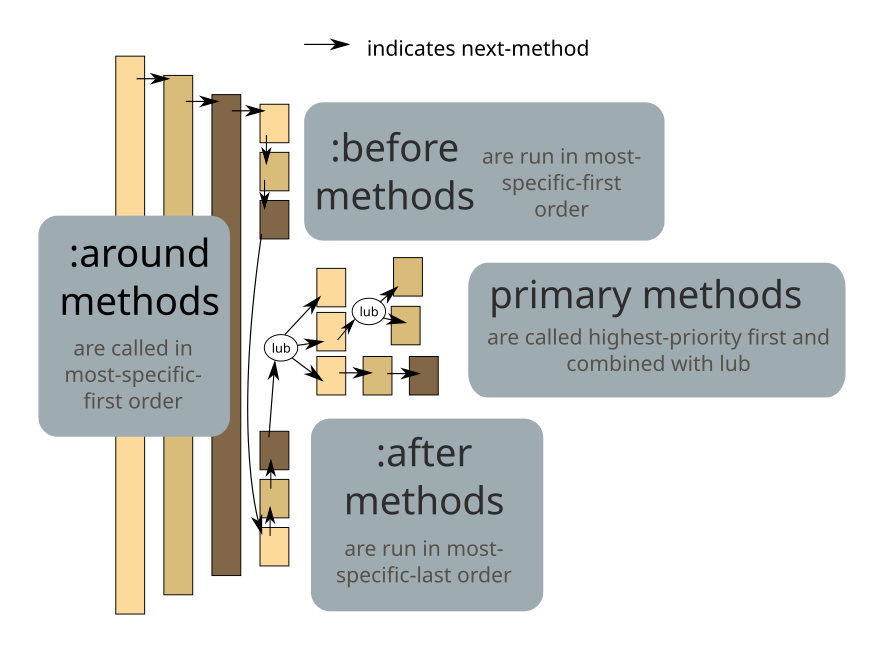 indicates next-method
:before
methods
are run in most-
specific-first
order
:around
methods
are called in
most-specific-
first order
primary methods
are called highest-priority first and
combined with lub
lub
lub
:after
methods
are run in most-
specific-last order